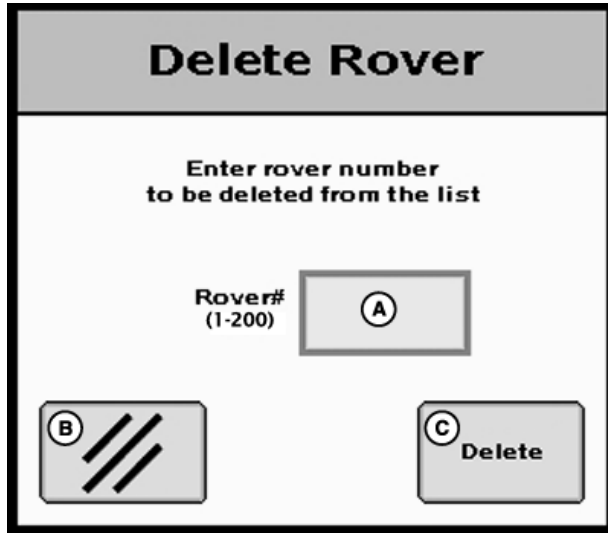 Delete Rover
Enter rover number
to be deleted from the list
Rover#
(1-200)
A
B
C
Delete